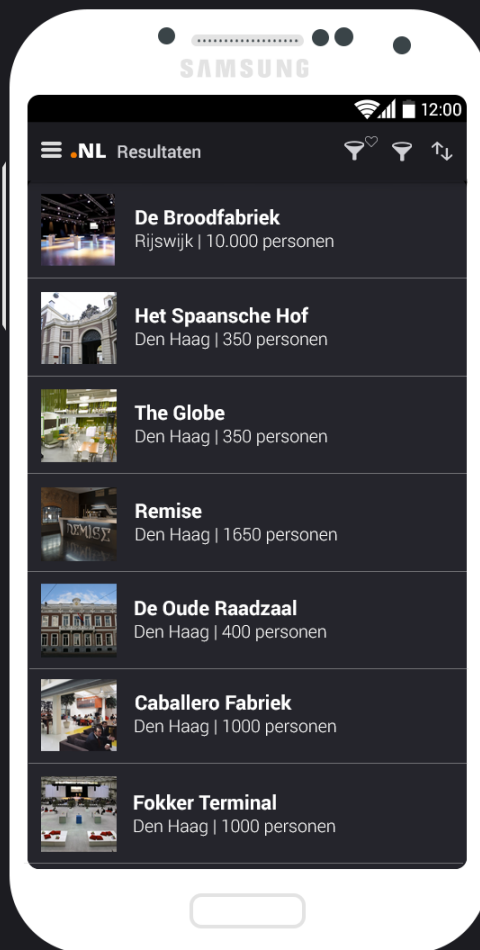 SAMSUNG
12:00
.NL Resultaten
De Broodfabriek
Rijswijk | 10.000 personen
Het Spaansche Hof
Den Haag | 350 personen
The Globe
Den Haag | 350 personen
Remise
Den Haag | 1650 personen
REMISE
De Oude Raadzaal
Den Haag | 400 personen
Caballero Fabriek
Den Haag | 1000 personen
Fokker Terminal
Den Haag | 1000 personen